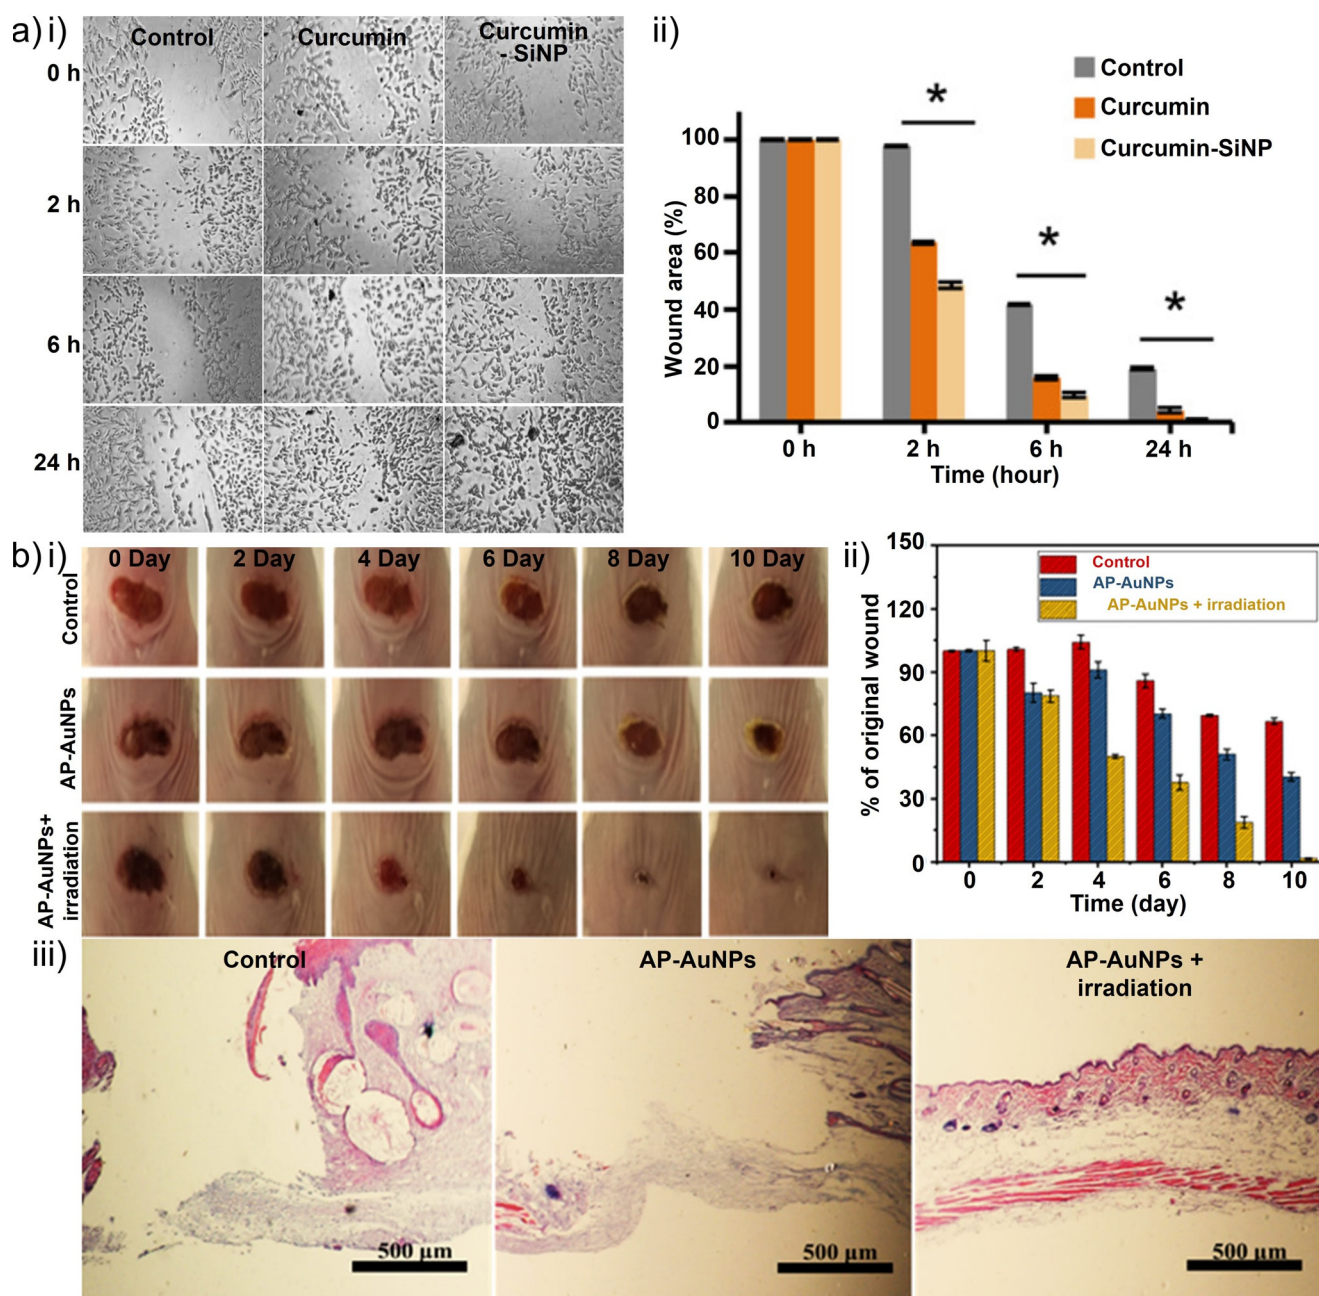 a) i)
Control
Curcumin
Curcumin
- SiNP
0 h
2 h
6 h
24 h
ii)
Control
Curcumin
Curcumin-SiNP
*
*
*
Wound area (%)
100
80
60
40
20
0
0 h
2 h
6 h
24 h
Time (hour)
b) i)
0 Day
2 Day
4 Day
6 Day
8 Day
10 Day
Control
AP-AuNPs
AP-AuNPs+
irradiation
ii)
Control
AP-AuNPs
AP-AuNPs + irradiation
% of original wound
150
120
90
60
30
0
0
2
4
6
8
10
Time (day)
iii)
Control
AP-AuNPs
AP-AuNPs +
irradiation
500 µm
500 µm
500 µm